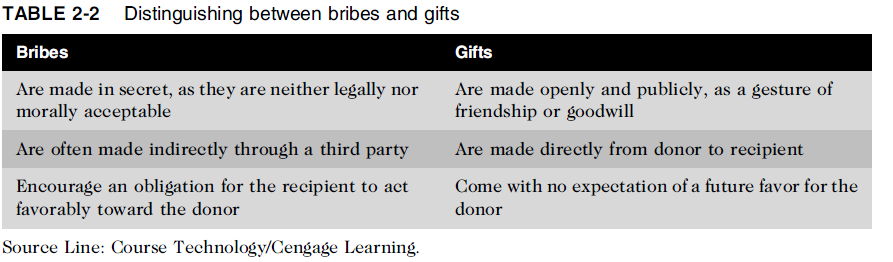 TABLE 2-2 Distinguishing between bribes and gifts
Bribes Gifts
Are made in secret, as they are neither legally nor
morally acceptable
Are made openly and publicly, as a gesture of
friendship or goodwill
Are often made indirectly through a third party
Are made directly from donor to recipient
Encourage an obligation for the recipient to act
favorably toward the donor
Come with no expectation of a future favor for the
donor
Source Line: Course Technology/Cengage Learning.